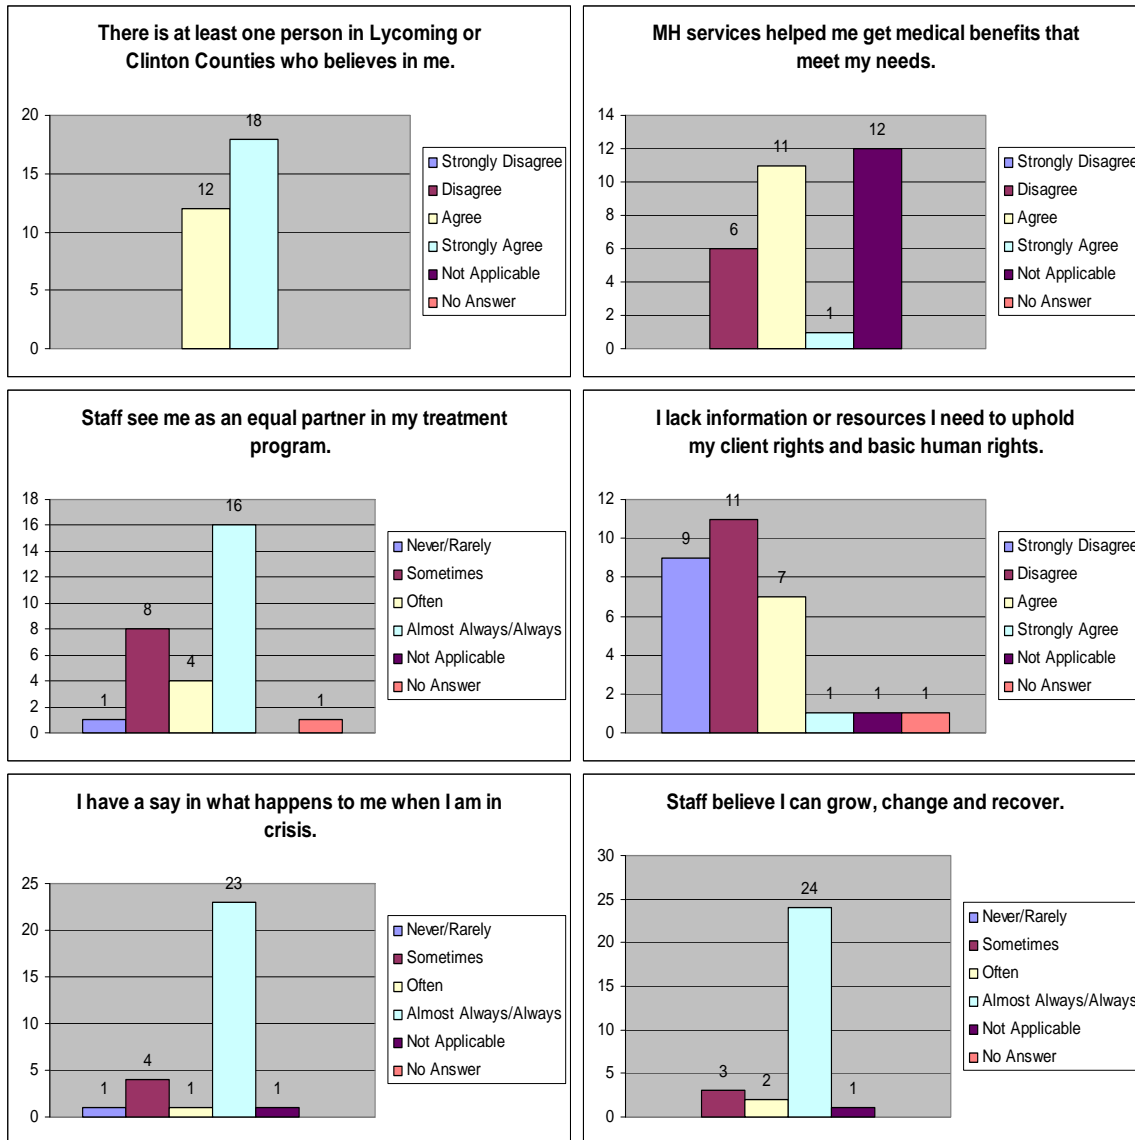 There is at least one person in Lycoming or
Clinton Counties who believes in me.
20
15
10
5
0
12
18
Strongly Disagree
Disagree
Agree
Strongly Agree
Not Applicable
No Answer
MH services helped me get medical benefits that
meet my needs.
14
12
10
8
6
4
2
0
6
11
1
12
Strongly Disagree
Disagree
Agree
Strongly Agree
Not Applicable
No Answer
Staff see me as an equal partner in my treatment
program.
18
16
14
12
10
8
6
4
2
0
1
8
4
16
1
Never/Rarely
Sometimes
Often
Almost Always/Always
Not Applicable
No Answer
I lack information or resources I need to uphold
my client rights and basic human rights.
12
10
8
6
4
2
0
9
11
7
1
1
1
Strongly Disagree
Disagree
Agree
Strongly Agree
Not Applicable
No Answer
I have a say in what happens to me when I am in
crisis.
25
20
15
10
5
0
1
4
1
23
1
Never/Rarely
Sometimes
Often
Almost Always/Always
Not Applicable
No Answer
Staff believe I can grow, change and recover.
30
25
20
15
10
5
0
3
2
24
1
Never/Rarely
Sometimes
Often
Almost Always/Always
Not Applicable
No Answer